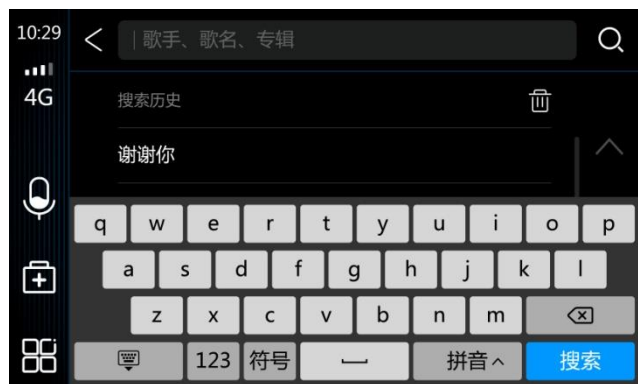 10:29
歌手、歌名、专辑
4G
搜索历史
谢谢你
q w e r t y u i o p
a s d f g h j k l
z x c v b n m
123 符号 拼音 搜索